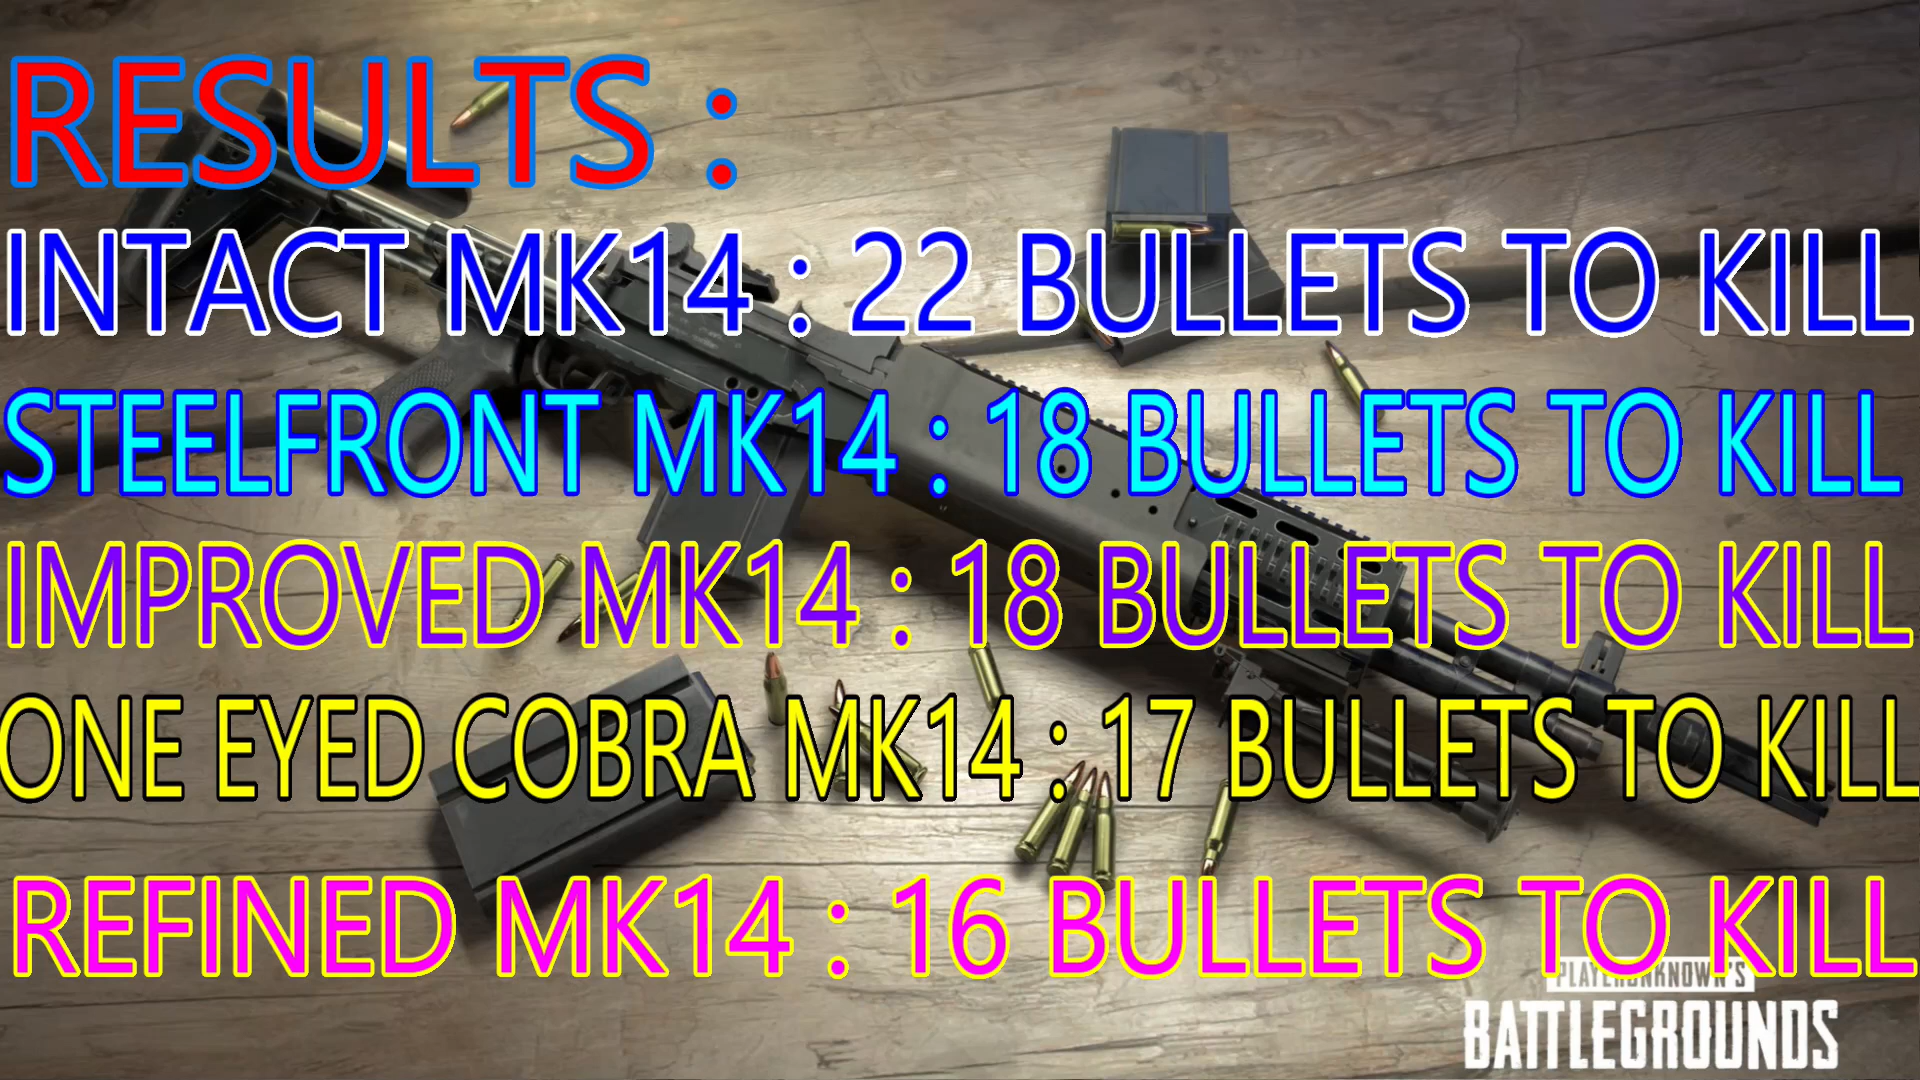 RESULTS :
INTACT MK14 : 22 BULLETS TO KILL
STEELFRONT MK14 : 18 BULLETS TO KILL
IMPROVED MK14 : 18 BULLETS TO KILL
ONE EYED COBRA MK14 : 17 BULLETS TO KILL
REFINED MK14 : 16 BULLETS TO KILL
PLAYERUNKNOWN'S
BATTLEGROUNDS